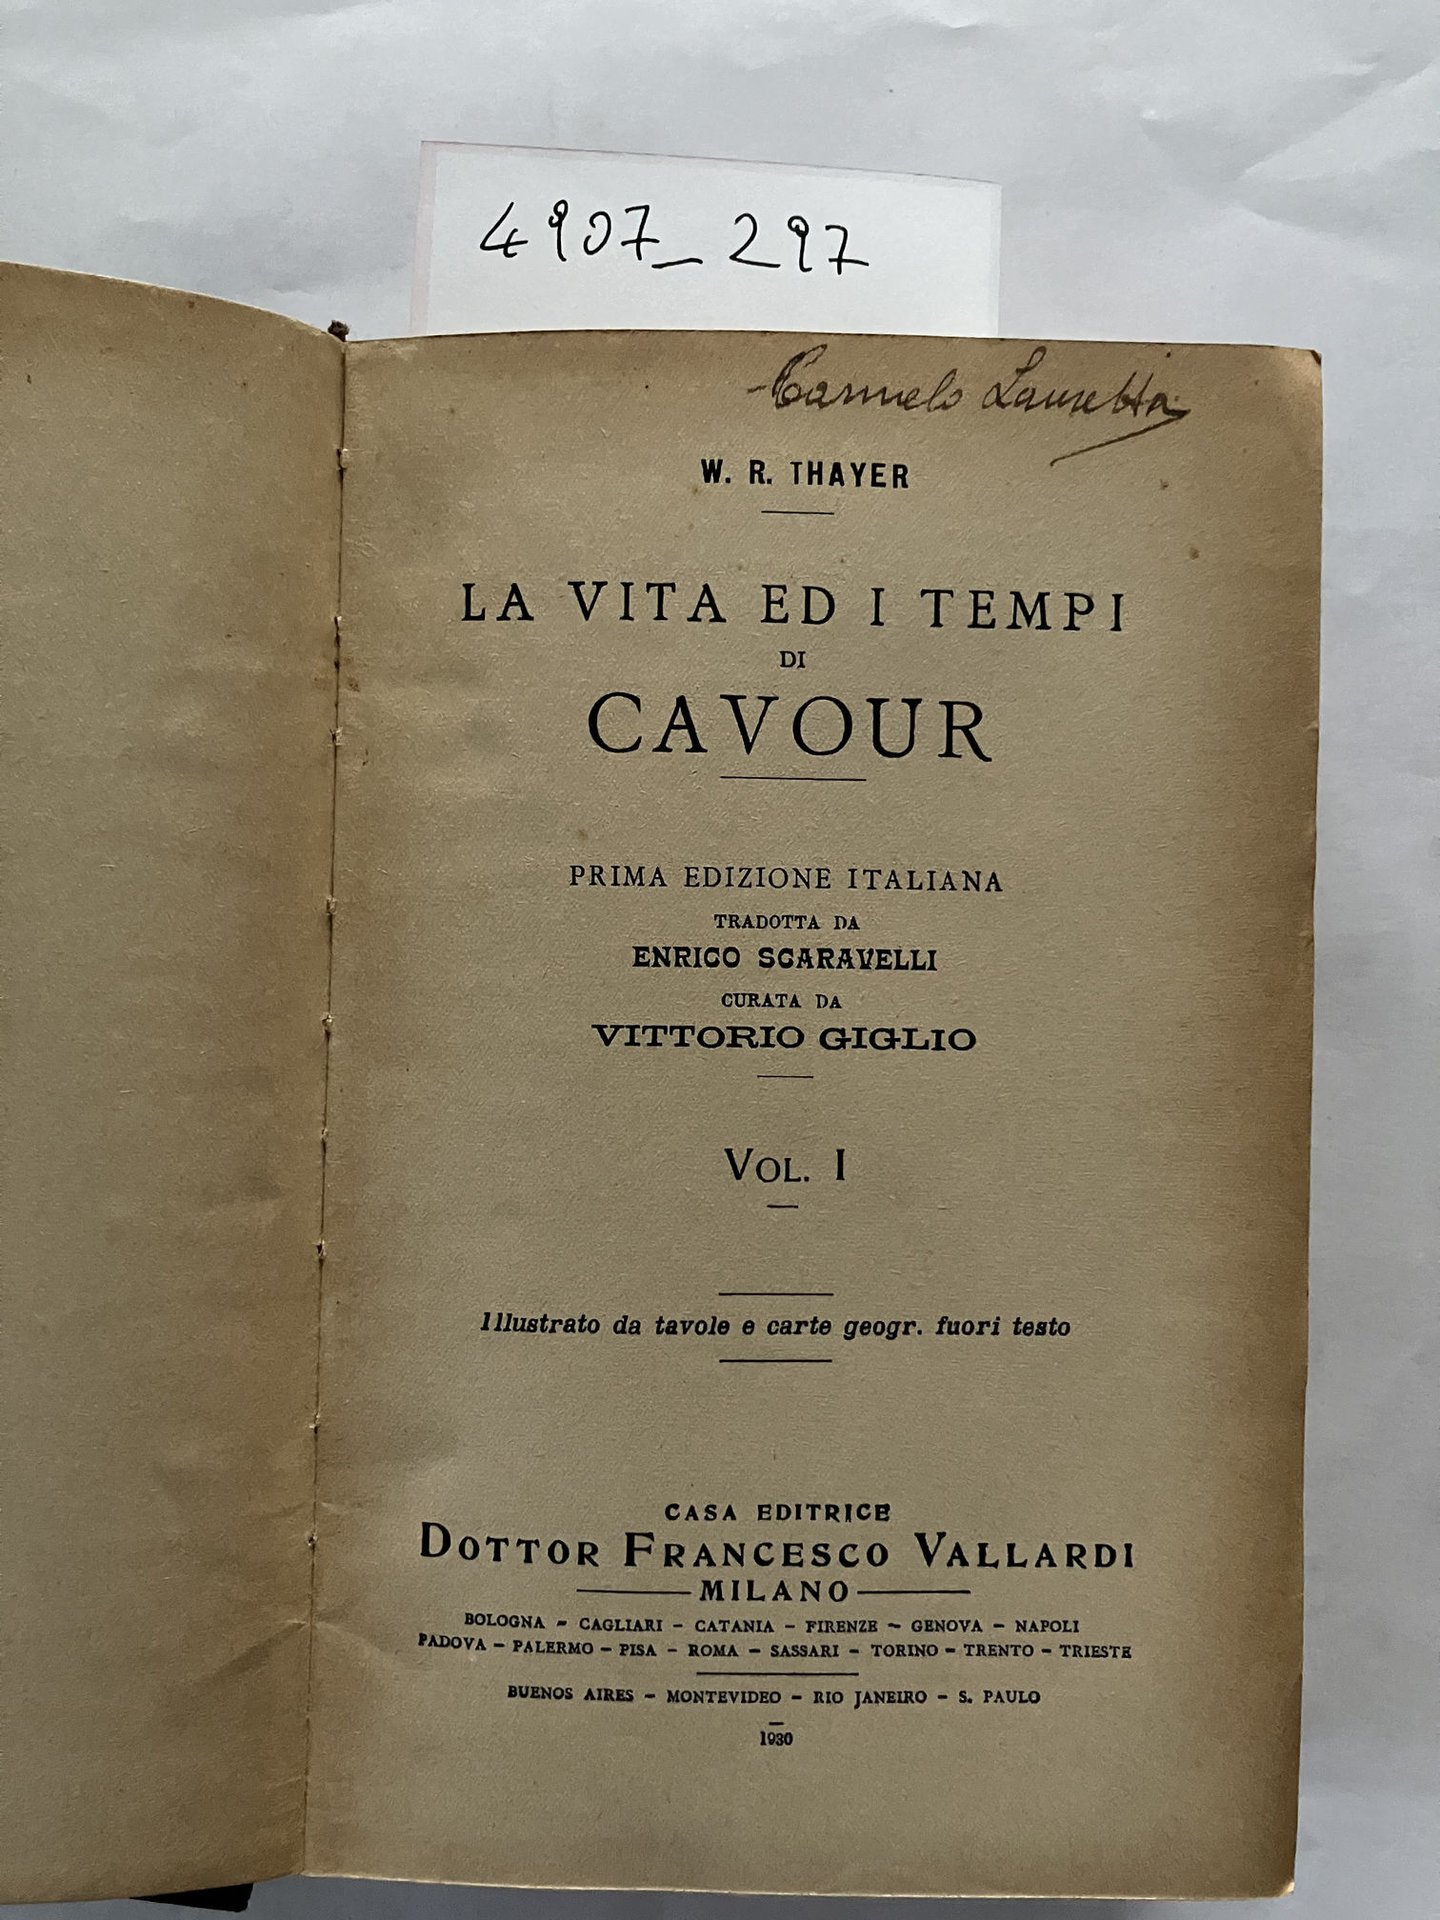 4907_297
Carmelo Lauretta
W. R. THAYER
LA VITA ED I TEMPI
DI
CAVOUR
PRIMA EDIZIONE ITALIANA
TRADOTTA DA
ENRICO SCARAVELLI
CURATA DA
VITTORIO GIGLIO
VOL. I
Illustrato da tavole e carte geogr. fuori testo
CASA EDITRICE
DOTTOR FRANCESCO VALLARDI
MILANO
BOLOGNA - CAGLIARI - CATANIA - FIRENZE - GENOVA - NAPOLI
PADOVA - PALERMO - PISA - ROMA - SASSARI - TORINO - TRENTO - TRIESTE
BUENOS AIRES - MONTEVIDEO - RIO JANEIRO - S. PAULO
1930